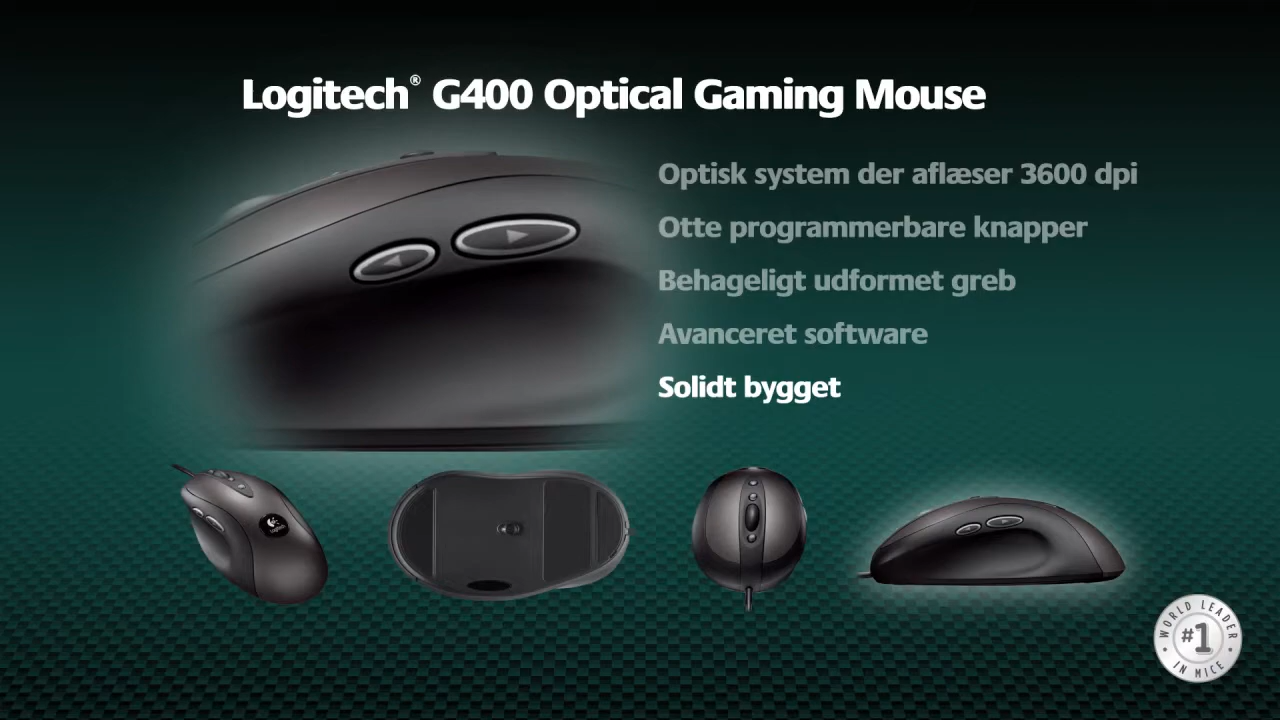 Logitech® G400 Optical Gaming Mouse
Optisk system der aflæser 3600 dpi
Otte programmerbare knapper
Behageligt udformet greb
Avanceret software
Solidt bygget
Logitech
WORLD LEADER
#1
IN MICE